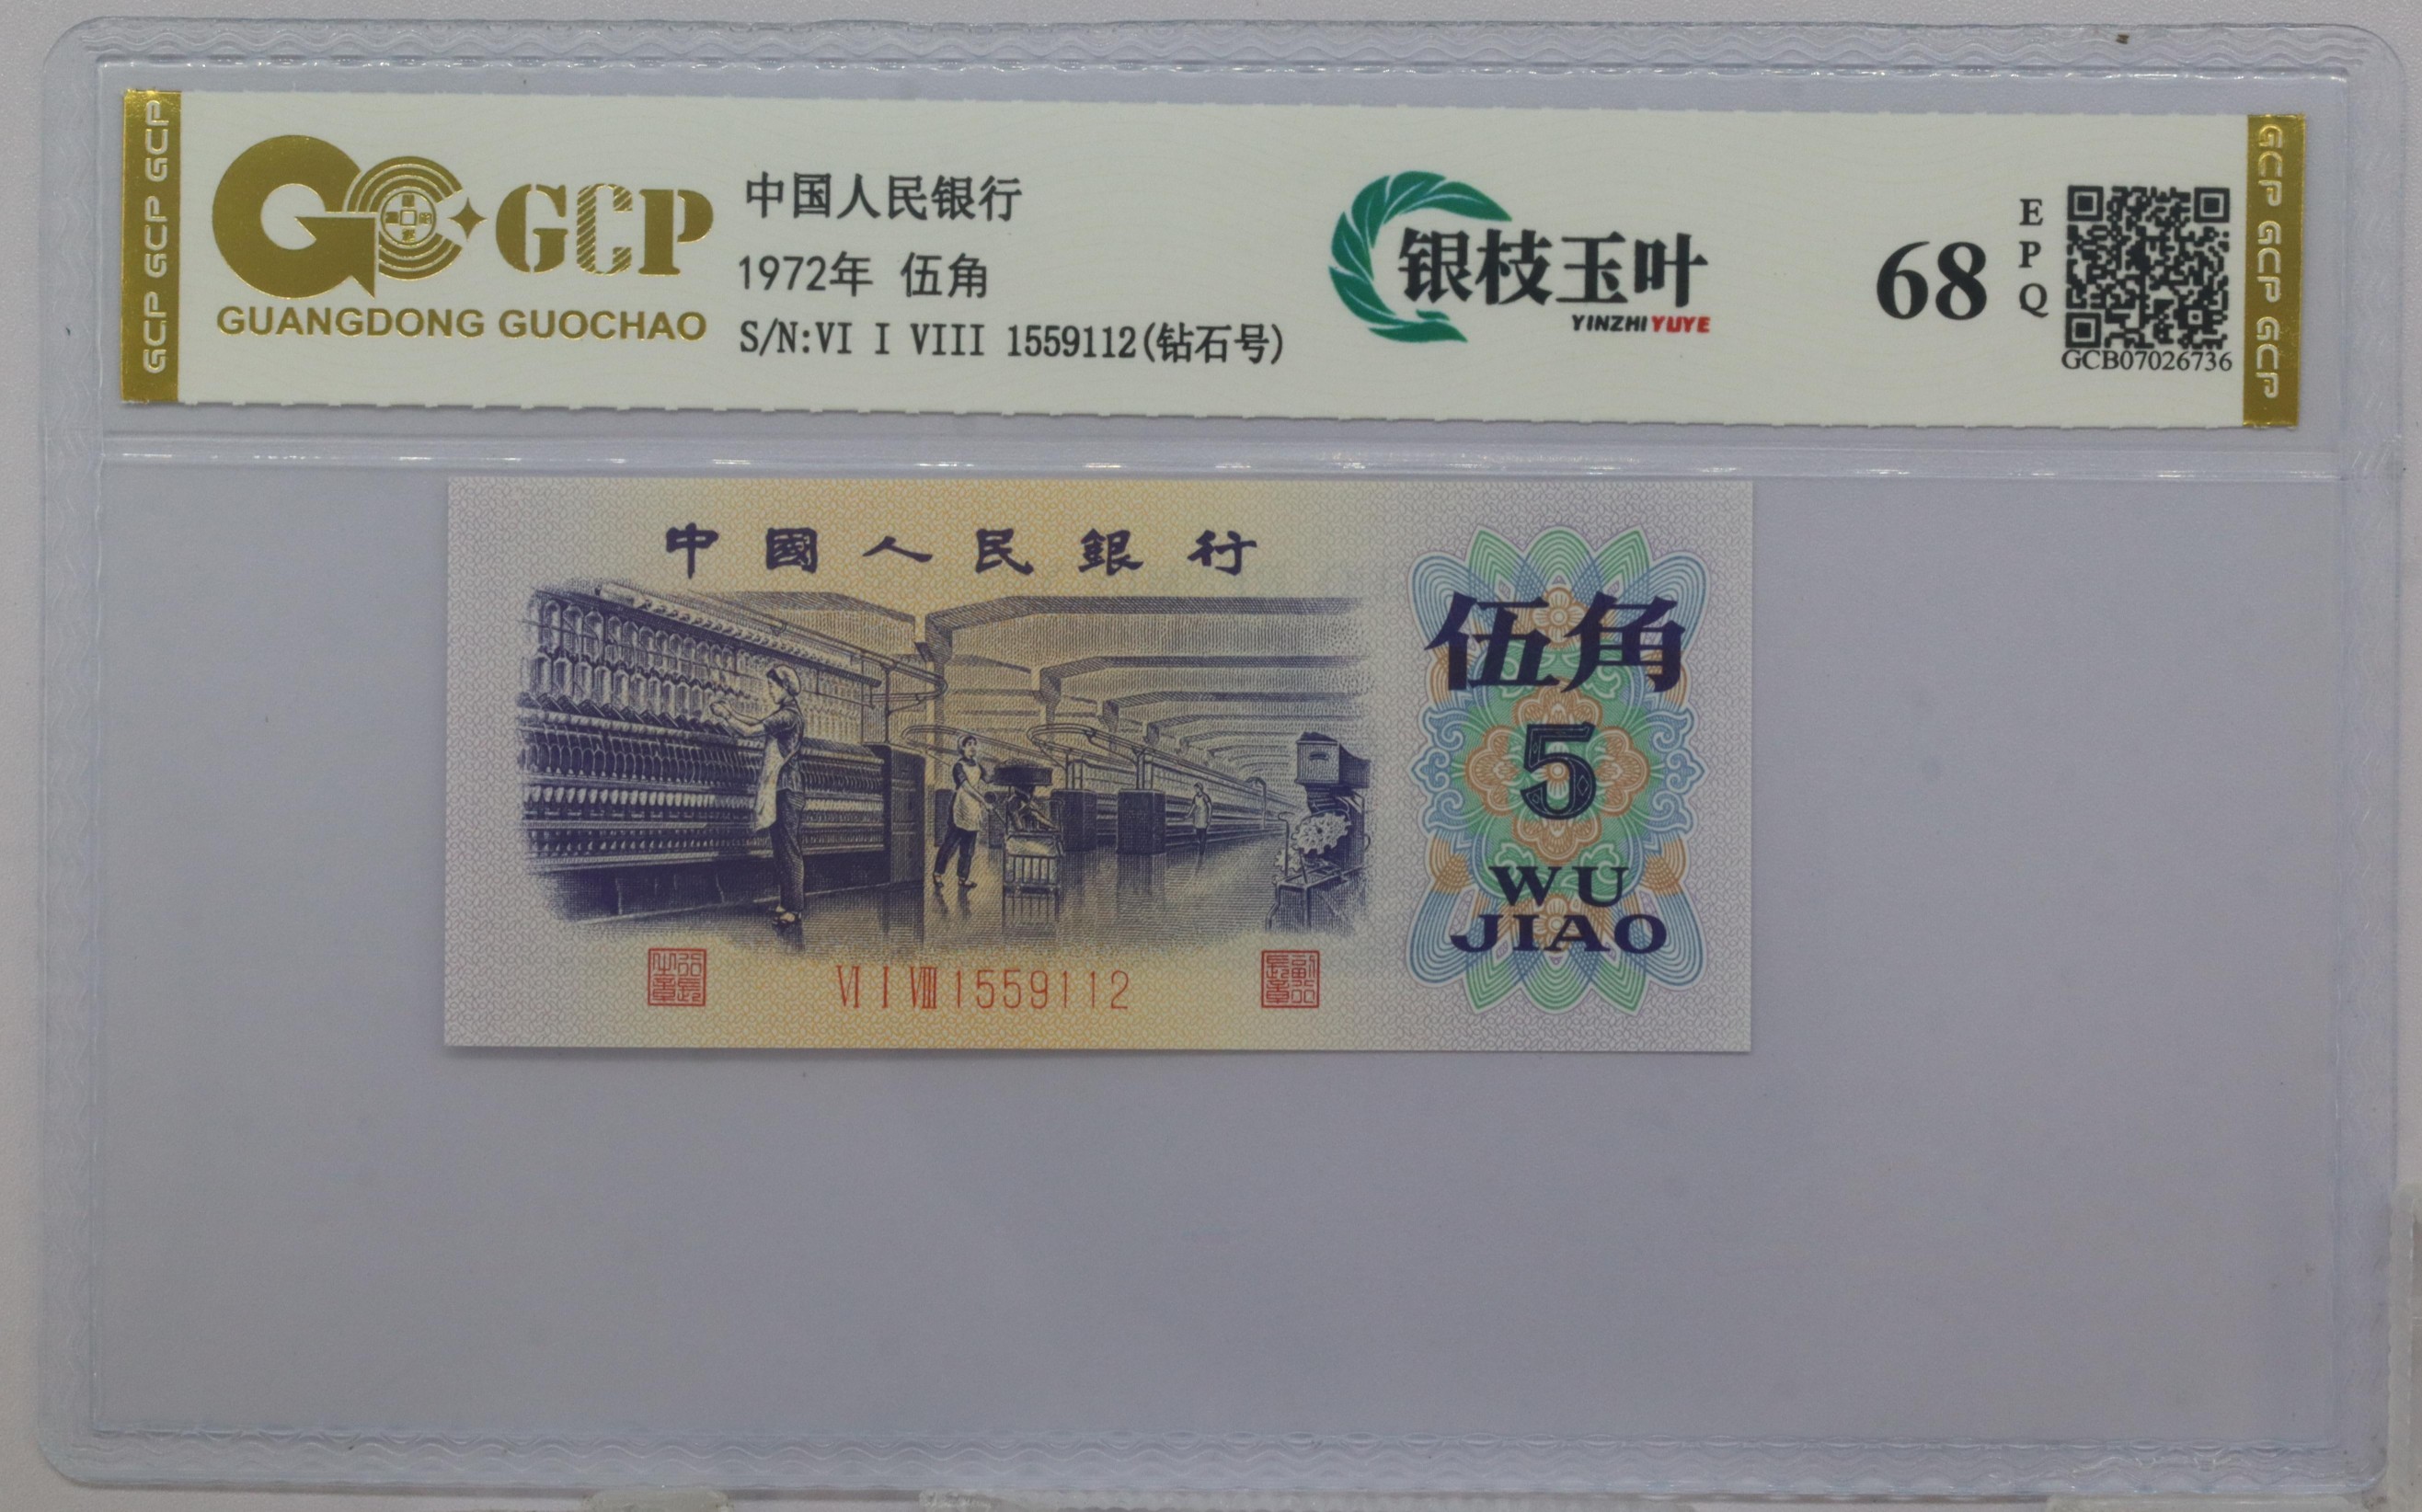 GCP GCP GCP
GCP
GUANGDONG GUOCHAO
中国人民银行
1972年 伍角
S/N:VI I VIII 1559112(钻石号)
银枝玉叶
YINZHI YUYE
68
EPQ
GCB07026736
GCP GCP GCP
中國人民銀行
伍角
5
WU
JIAO
VI I VIII 1559112